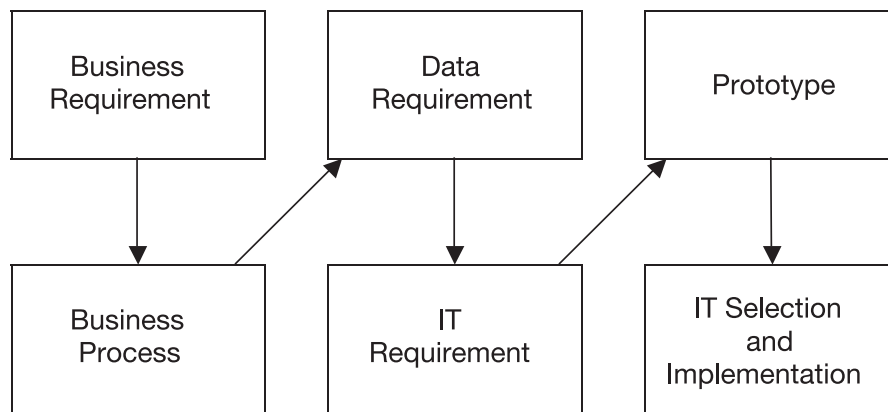 Business
Requirement
Data
Requirement
Prototype
Business
Process
IT
Requirement
IT Selection
and
Implementation